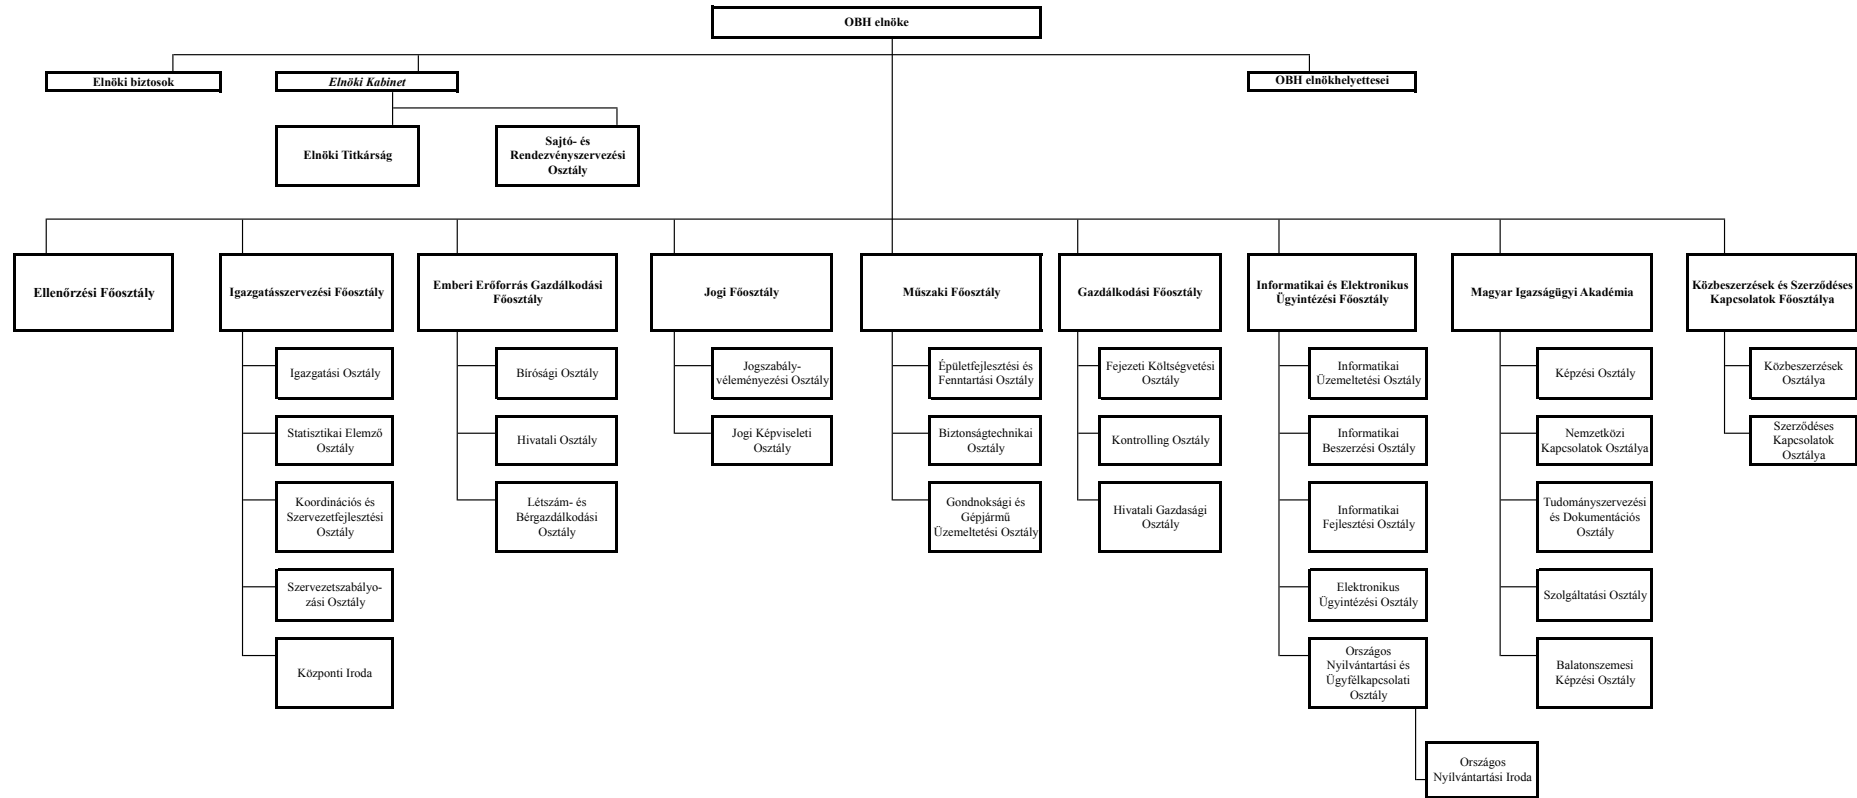 OBH elnöke
Elnöki biztosok
Elnöki Kabinet
OBH elnökhelyettesei
Elnöki Titkárság
Sajtó- és
Rendezvényszervezési
Osztály
Ellenőrzési Főosztály
Igazgatásszervezési Főosztály
Emberi Erőforrás Gazdálkodási
Főosztály
Jogi Főosztály
Műszaki Főosztály
Gazdálkodási Főosztály
Informatikai és Elektronikus
Ügyintézési Főosztály
Magyar Igazságügyi Akadémia
Közbeszerzések és Szerződéses
Kapcsolatok Főosztálya
Igazgatási Osztály
Statisztikai Elemző
Osztály
Koordinációs és
Szervezetfejlesztési
Osztály
Szervezetszabályo-
zási Osztály
Központi Iroda
Bírósági Osztály
Hivatali Osztály
Létszám- és
Bérgazdálkodási
Osztály
Jogszabály-
véleményezési Osztály
Jogi Képviseleti
Osztály
Épületfejlesztési és
Fenntartási Osztály
Biztonságtechnikai
Osztály
Gondnoksági és
Gépjármű
Üzemeltetési Osztály
Fejezeti Költségvetési
Osztály
Kontrolling Osztály
Hivatali Gazdasági
Osztály
Informatikai
Üzemeltetési Osztály
Informatikai
Beszerzési Osztály
Informatikai
Fejlesztési Osztály
Elektronikus
Ügyintézési Osztály
Országos
Nyilvántartási és
Ügyfélkapcsolati
Osztály
Országos
Nyilvántartási Iroda
Képzési Osztály
Nemzetközi
Kapcsolatok Osztálya
Tudományszervezési
és Dokumentációs
Osztály
Szolgáltatási Osztály
Balatonszemesi
Képzési Osztály
Közbeszerzések
Osztálya
Szerződéses
Kapcsolatok
Osztálya